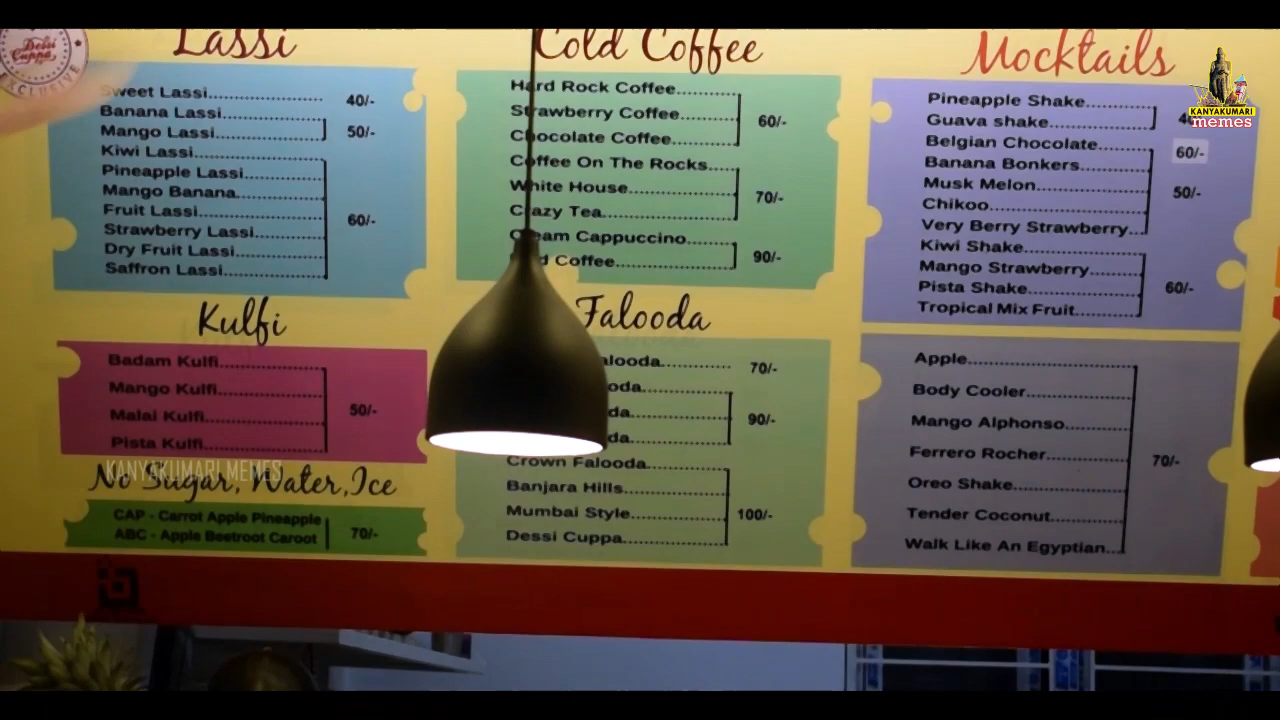 Dessi
Cuppa
EXCLUSIVE
Lassi
Sweet Lassi 40/-
Banana Lassi
Mango Lassi 50/-
Kiwi Lassi
Pineapple Lassi
Mango Banana
Fruit Lassi 60/-
Strawberry Lassi
Dry Fruit Lassi
Saffron Lassi
Kulfi
Badam Kulfi
Mango Kulfi
Malai Kulfi 50/-
Pista Kulfi
KANYAKUMARI MEMES
No Sugar, Water, Ice
CAP - Carrot Apple Pineapple
ABC - Apple Beetroot Caroot 70/-
Cold Coffee
Hard Rock Coffee
Strawberry Coffee 60/-
Chocolate Coffee
Coffee On The Rocks
White House 70/-
Crazy Tea
Cream Cappuccino
Coffee 90/-
Falooda
70/-
90/-
Crown Falooda
Banjara Hills
Mumbai Style 100/-
Dessi Cuppa
Mocktails
Pineapple Shake
Guava shake
Belgian Chocolate 60/-
Banana Bonkers
Musk Melon 50/-
Chikoo
Very Berry Strawberry
Kiwi Shake
Mango Strawberry
Pista Shake 60/-
Tropical Mix Fruit
Apple
Body Cooler
Mango Alphonso
Ferrero Rocher 70/-
Oreo Shake
Tender Coconut
Walk Like An Egyptian
KANYAKUMARI
memes